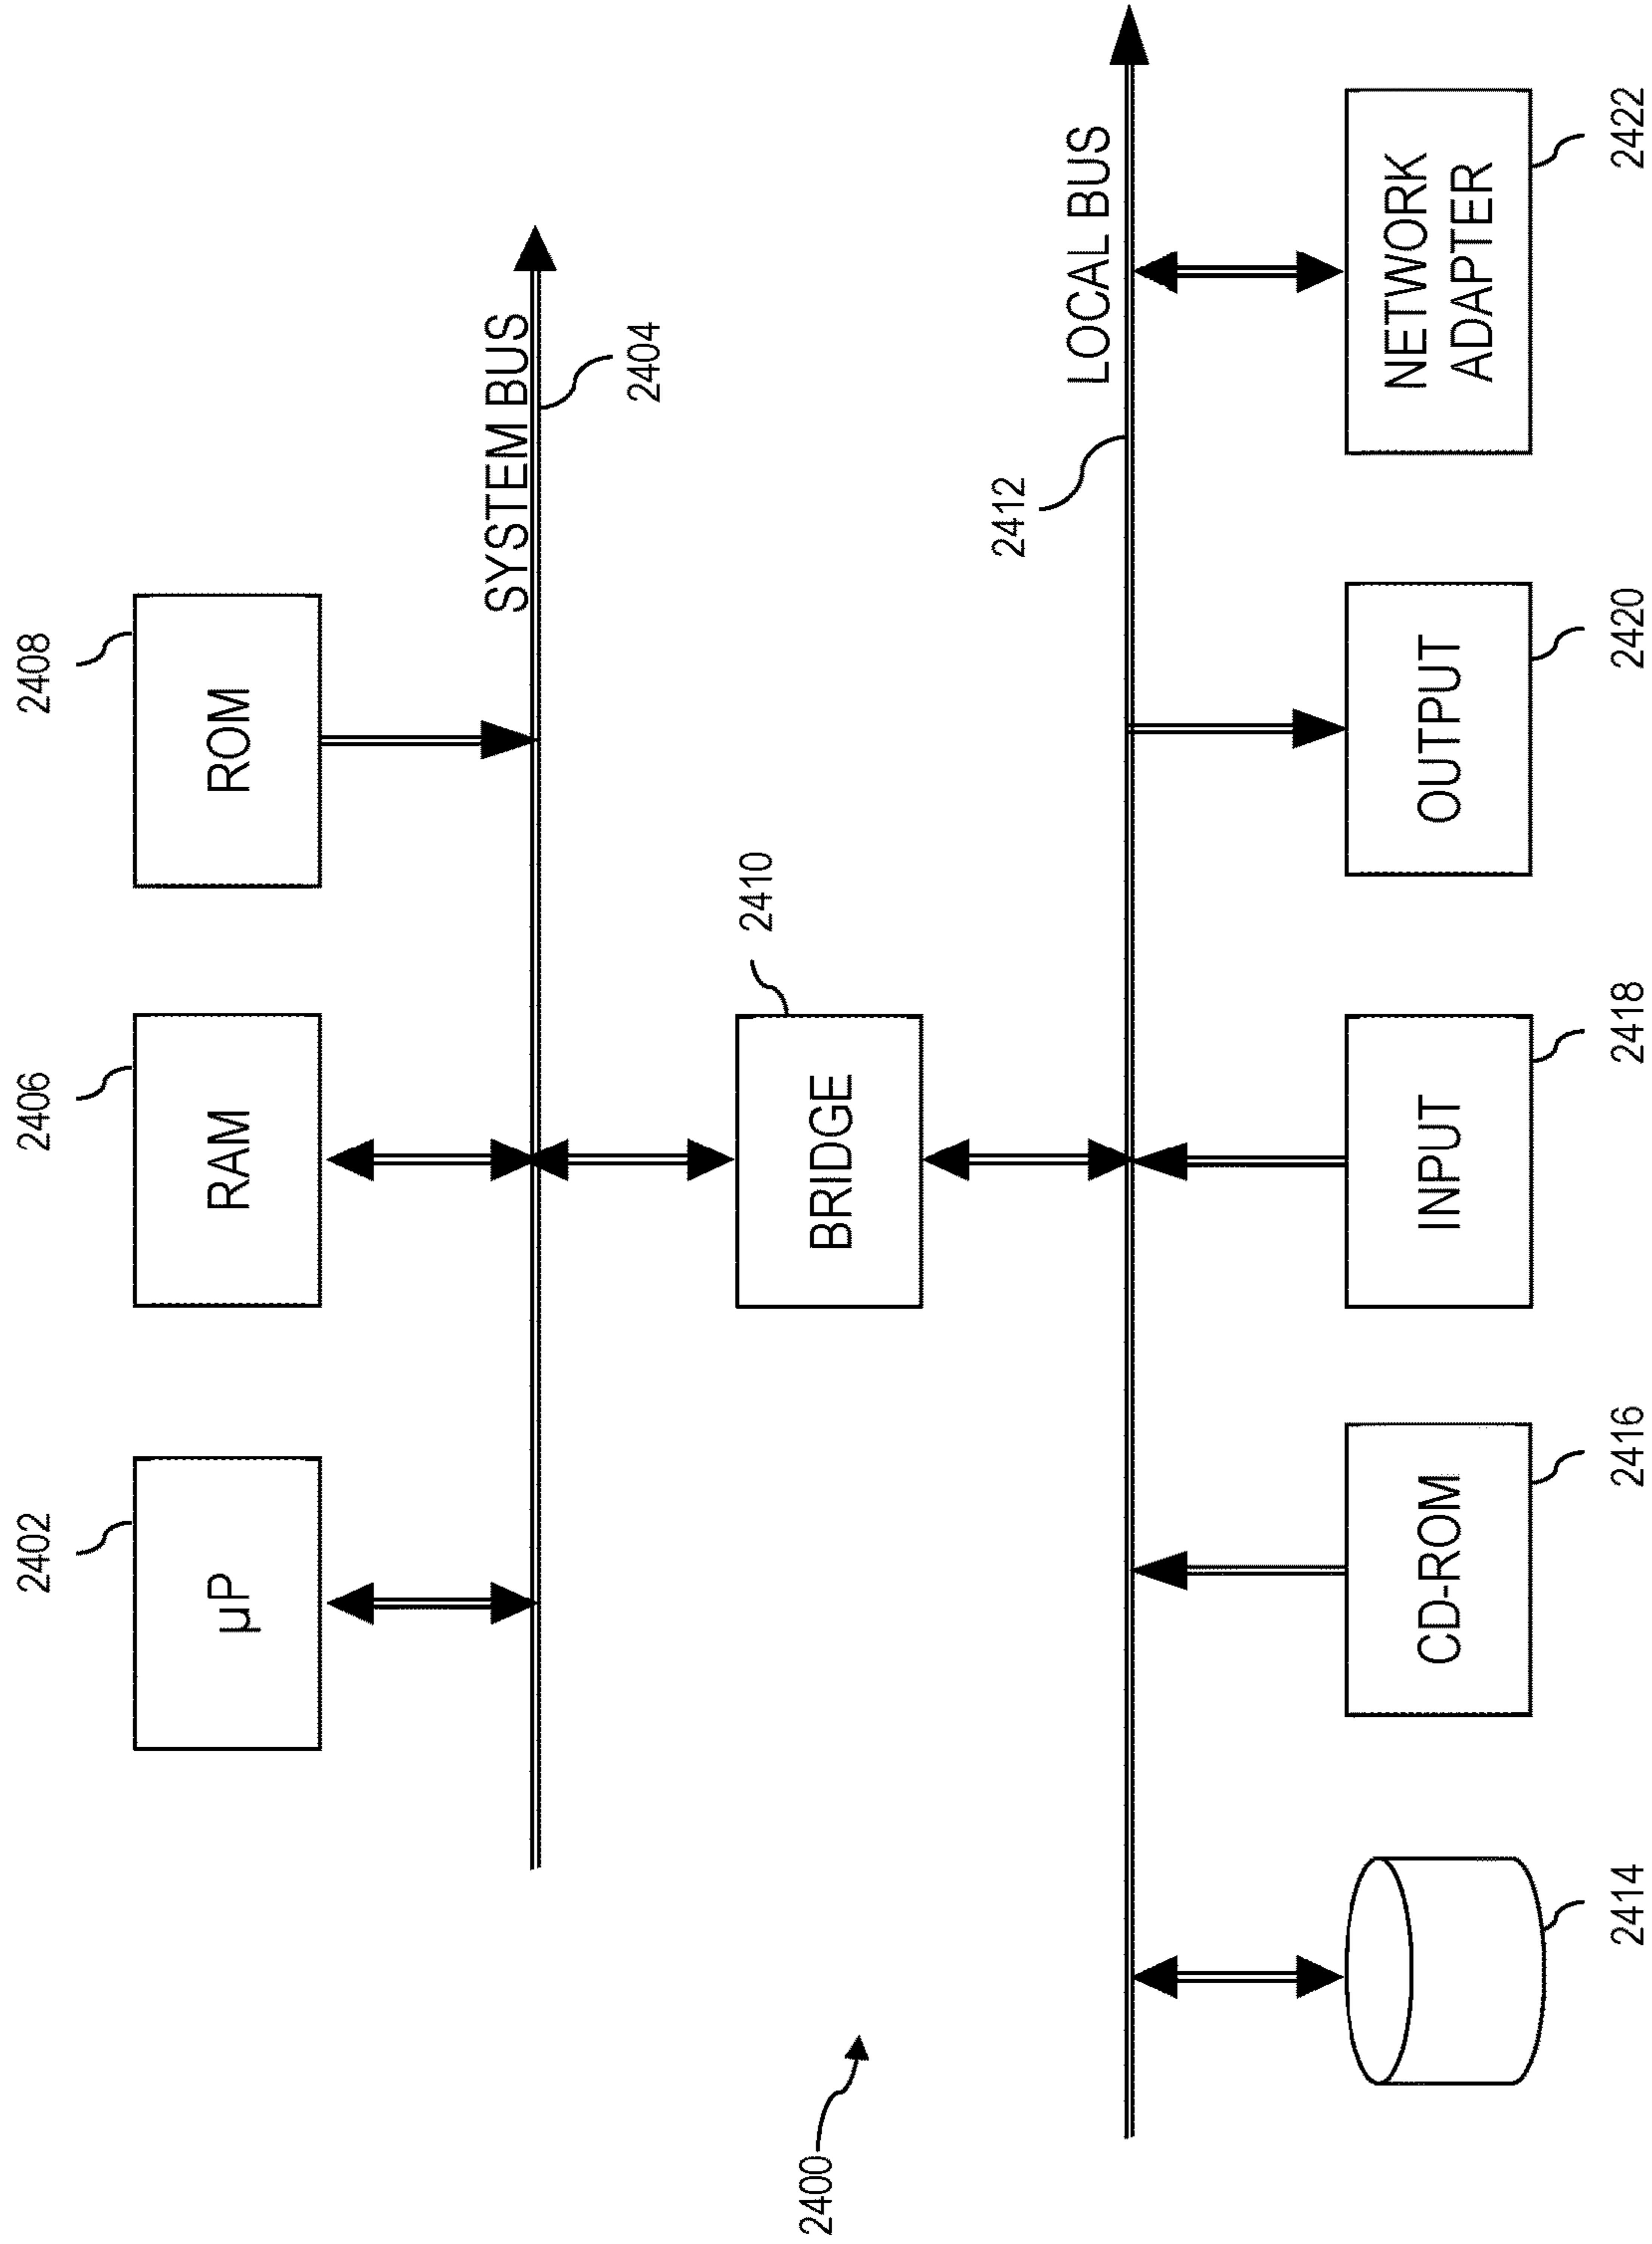 2402
2406
2408
µP
RAM
ROM
SYSTEM BUS
2404
2410
BRIDGE
2400
2412
LOCAL BUS
CD-ROM
INPUT
OUTPUT
NETWORK
ADAPTER
2414
2416
2418
2420
2422